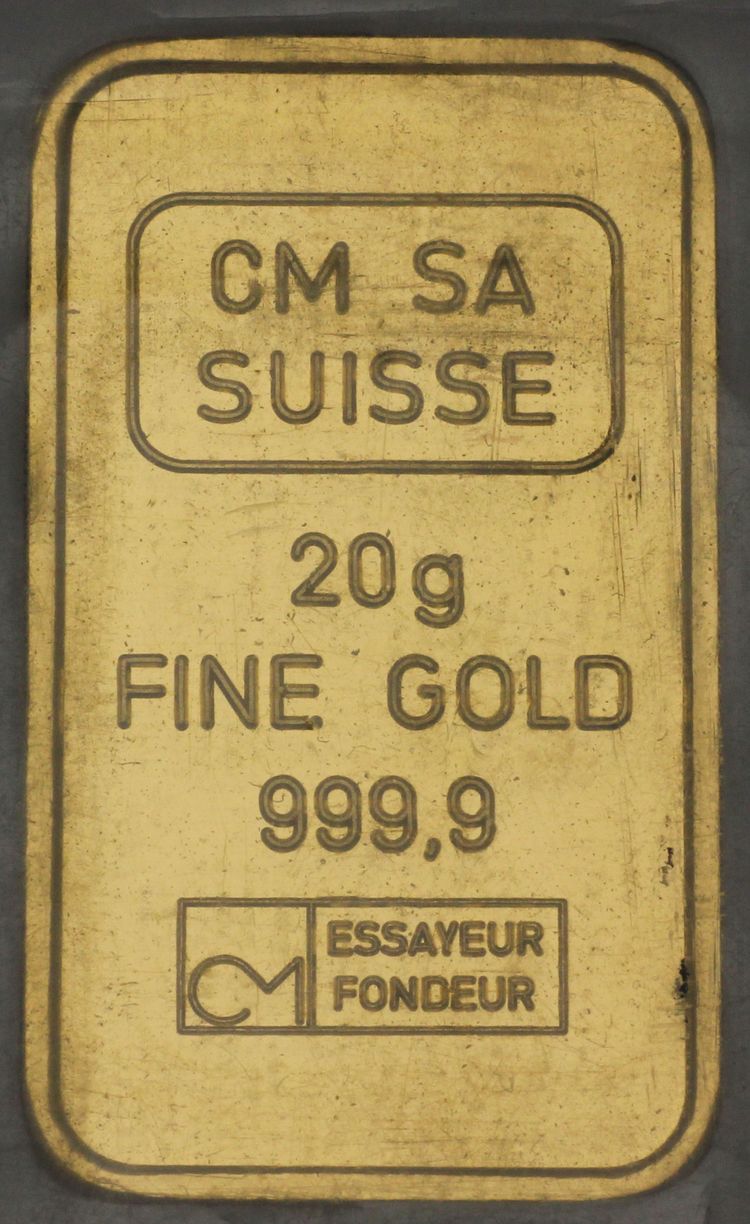 CM SA
SUISSE
20g
FINE GOLD
999,9
CM
ESSAYEUR
FONDEUR